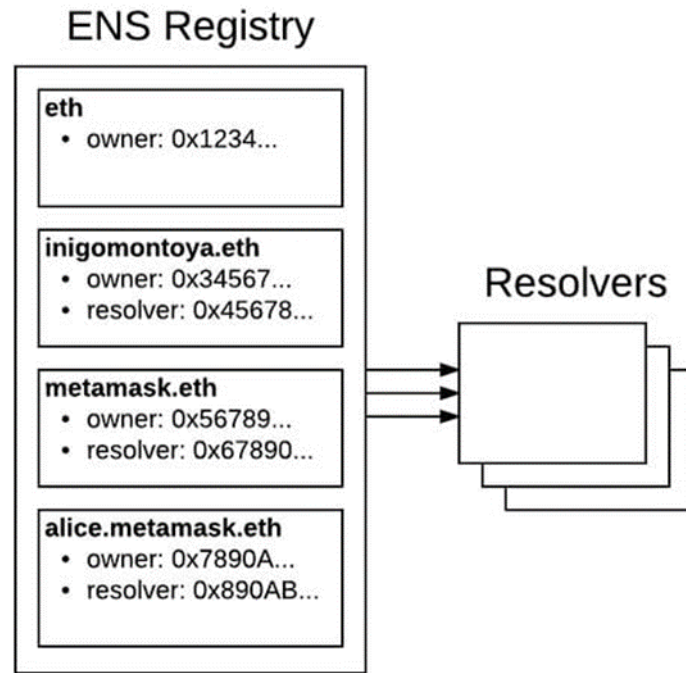 ENS Registry
eth
• owner: 0x1234...
inigomontoya.eth
• owner: 0x34567...
• resolver: 0x45678...
Resolvers
metamask.eth
• owner: 0x56789...
• resolver: 0x67890...
alice.metamask.eth
• owner: 0x7890A...
• resolver: 0x890AB...